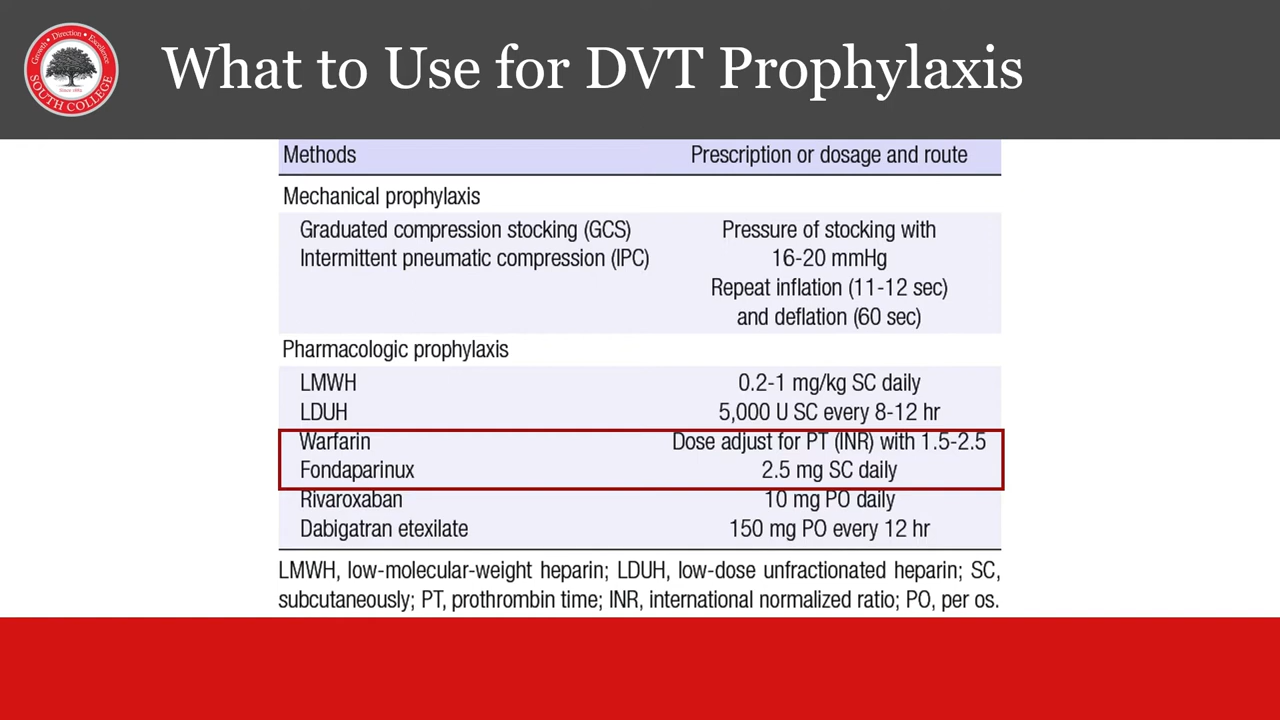 What to Use for DVT Prophylaxis
Growth • Direction • Excellence
SOUTH COLLEGE
Since 1882
Methods Prescription or dosage and route
Mechanical prophylaxis
Graduated compression stocking (GCS) Pressure of stocking with
Intermittent pneumatic compression (IPC) 16-20 mmHg
Repeat inflation (11-12 sec)
and deflation (60 sec)
Pharmacologic prophylaxis
LMWH 0.2-1 mg/kg SC daily
LDUH 5,000 U SC every 8-12 hr
Warfarin Dose adjust for PT (INR) with 1.5-2.5
Fondaparinux 2.5 mg SC daily
Rivaroxaban 10 mg PO daily
Dabigatran etexilate 150 mg PO every 12 hr
LMWH, low-molecular-weight heparin; LDUH, low-dose unfractionated heparin; SC,
subcutaneously; PT, prothrombin time; INR, international normalized ratio; PO, per os.